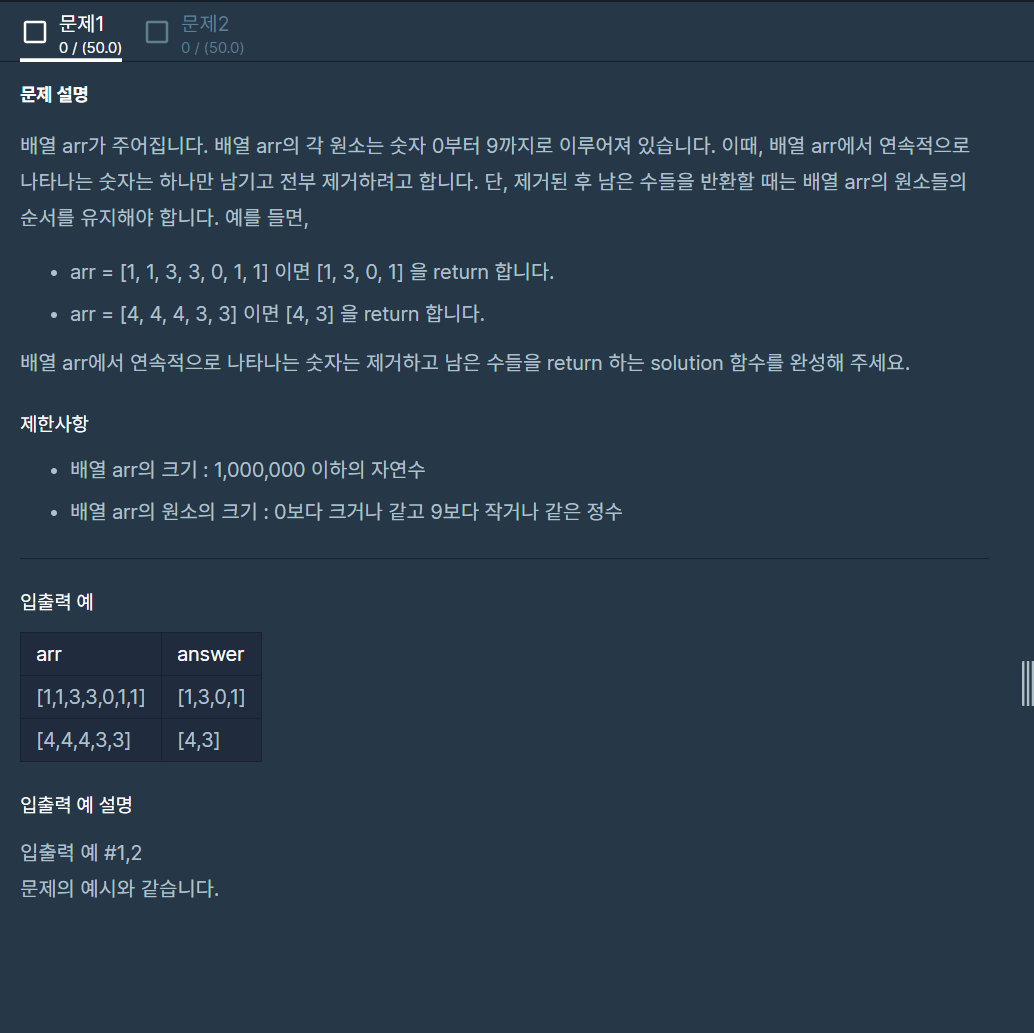 문제1
0 / (50.0)
문제2
0 / (50.0)
문제 설명
배열 arr가 주어집니다. 배열 arr의 각 원소는 숫자 0부터 9까지로 이루어져 있습니다. 이때, 배열 arr에서 연속적으로
나타나는 숫자는 하나만 남기고 전부 제거하려고 합니다. 단, 제거된 후 남은 수들을 반환할 때는 배열 arr의 원소들의
순서를 유지해야 합니다. 예를 들면,
• arr = [1, 1, 3, 3, 0, 1, 1] 이면 [1, 3, 0, 1] 을 return 합니다.
• arr = [4, 4, 4, 3, 3] 이면 [4, 3] 을 return 합니다.
배열 arr에서 연속적으로 나타나는 숫자는 제거하고 남은 수들을 return 하는 solution 함수를 완성해 주세요.
제한사항
• 배열 arr의 크기 : 1,000,000 이하의 자연수
• 배열 arr의 원소의 크기 : 0보다 크거나 같고 9보다 작거나 같은 정수
입출력 예
arr answer
[1,1,3,3,0,1,1] [1,3,0,1]
[4,4,4,3,3] [4,3]
입출력 예 설명
입출력 예 #1,2
문제의 예시와 같습니다.